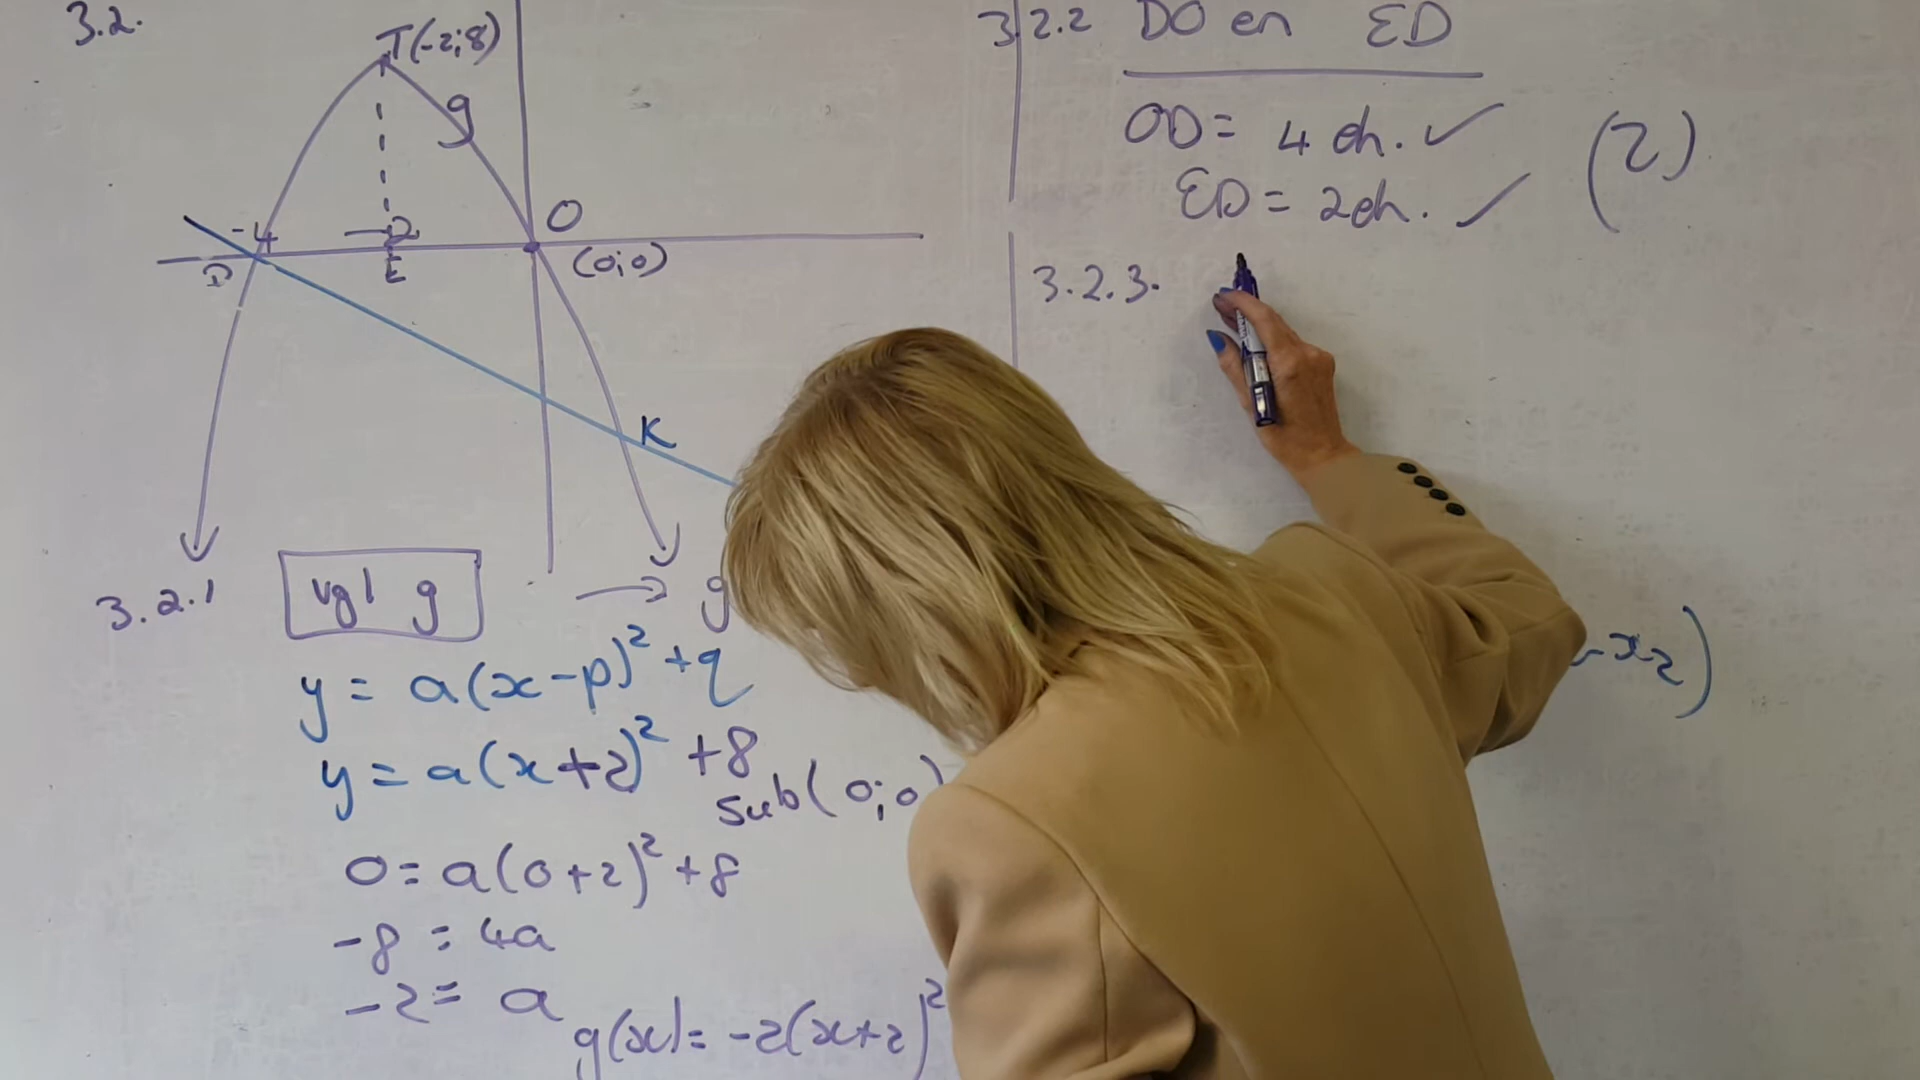 3.2.
T(-2;8)
g
-4
-2
O
D
E
(0;0)
K
3.2.1
vgl g
→ g
y = a(x-p)² + q
y = a(x+2)² + 8
sub(0;0)
0 = a(0+2)² + 8
-8 = 4a
-2 = a
g(x) = -2(x+2)²
3.2.2 DO en ED
OD = 4 eh. ✓
ED = 2eh. ✓
(2)
3.2.3.
-x₂)